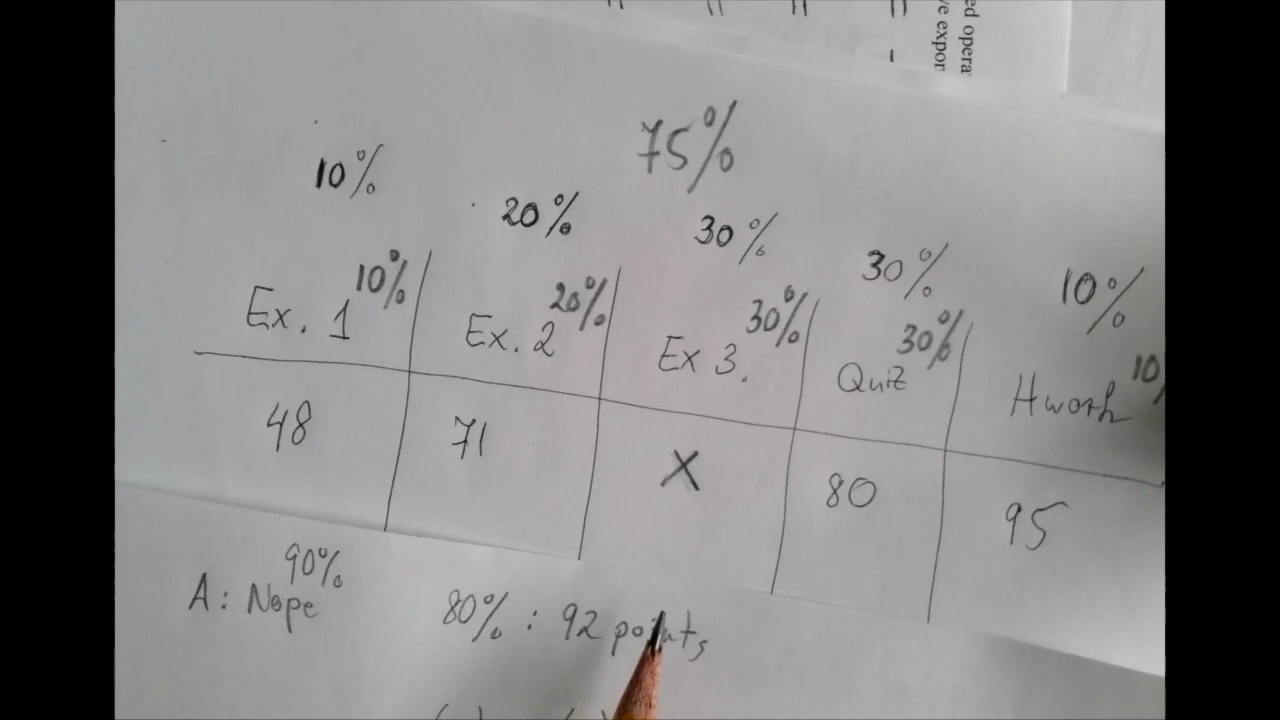 ed opera
ve expor
75%
10% 20% 30% 30% 10%
10% 20% 30% 30% 10
Ex. 1 Ex. 2 Ex 3. Quiz Hwork
48 71 X 80 95
90%
A: Nope 80% : 92 points